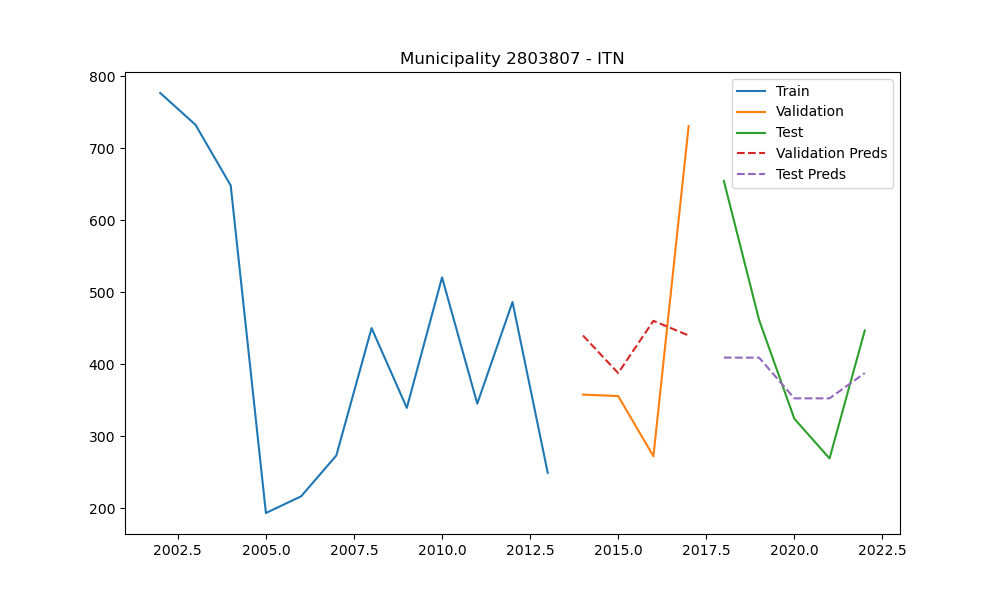 Municipality 2803807 - ITN
800
700
600
500
400
300
200
2002.5 2005.0 2007.5 2010.0 2012.5 2015.0 2017.5 2020.0 2022.5
Train
Validation
Test
Validation Preds
Test Preds